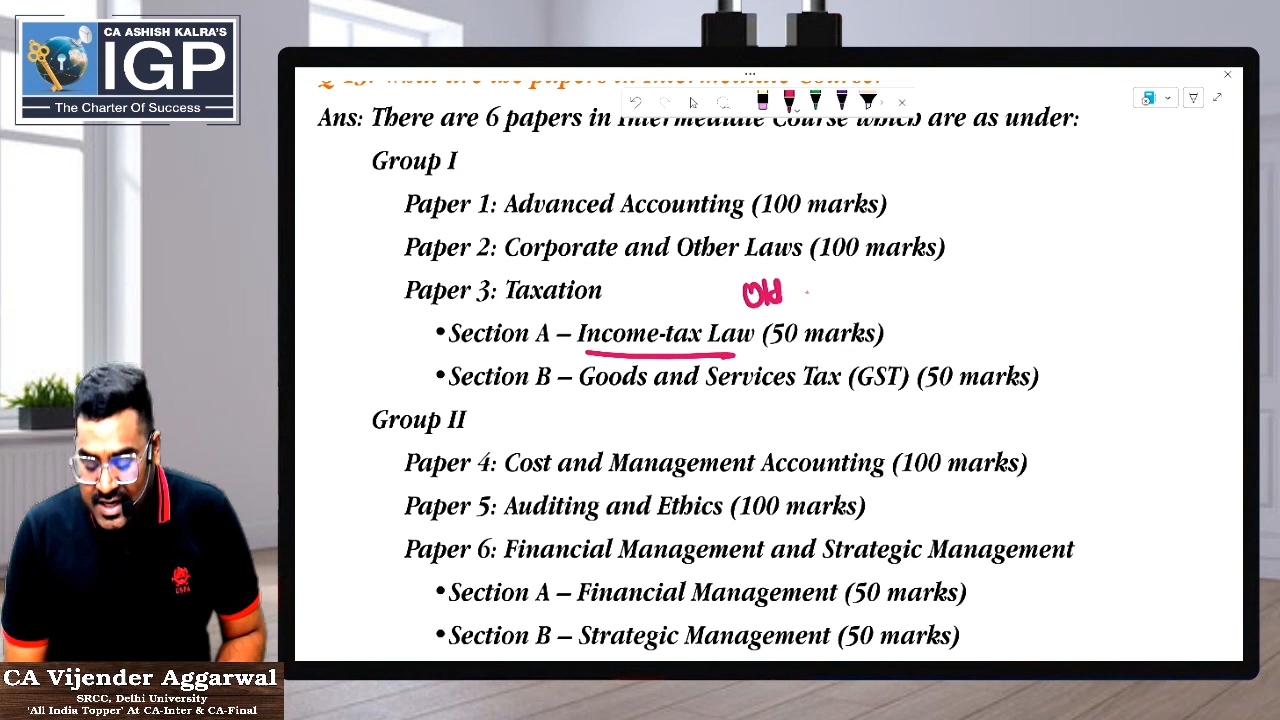 CA ASHISH KALRA'S
IGP
The Charter Of Success
Ans: There are 6 papers in Intermediate Course which are as under:
Group I
Paper 1: Advanced Accounting (100 marks)
Paper 2: Corporate and Other Laws (100 marks)
Paper 3: Taxation
Old
•Section A – Income-tax Law (50 marks)
•Section B – Goods and Services Tax (GST) (50 marks)
Group II
Paper 4: Cost and Management Accounting (100 marks)
Paper 5: Auditing and Ethics (100 marks)
Paper 6: Financial Management and Strategic Management
•Section A – Financial Management (50 marks)
•Section B – Strategic Management (50 marks)
CA Vijender Aggarwal
SRCC, Delhi University
'All India Topper' At CA-Inter & CA-Final